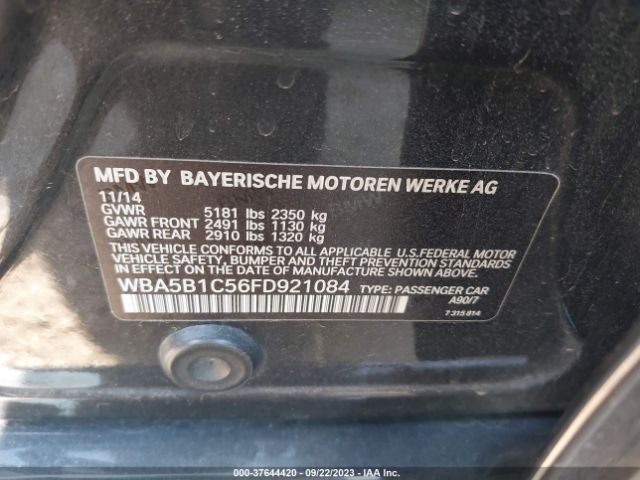 MFD BY BAYERISCHE MOTOREN WERKE AG
11/14
GVWR 5181 lbs 2350 kg
GAWR FRONT 2491 lbs 1130 kg
GAWR REAR 2910 lbs 1320 kg
THIS VEHICLE CONFORMS TO ALL APPLICABLE U.S.FEDERAL MOTOR
VEHICLE SAFETY, BUMPER, AND THEFT PREVENTION STANDARDS
IN EFFECT ON THE DATE OF MANUFACTURE SHOWN ABOVE.
WBA5B1C56FD921084 TYPE: PASSENGER CAR
A90/7
7 315 814
000-37644420 - 09/22/2023 - IAA Inc.